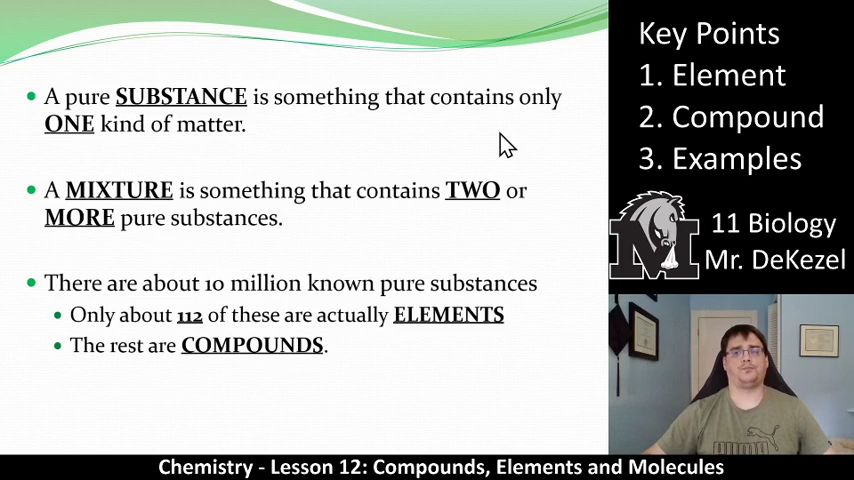 A pure SUBSTANCE is something that contains only
ONE kind of matter.
A MIXTURE is something that contains TWO or
MORE pure substances.
There are about 10 million known pure substances
Only about 112 of these are actually ELEMENTS
The rest are COMPOUNDS.
Key Points
1. Element
2. Compound
3. Examples
M
11 Biology
Mr. DeKezel
PUMA
Chemistry - Lesson 12: Compounds, Elements and Molecules